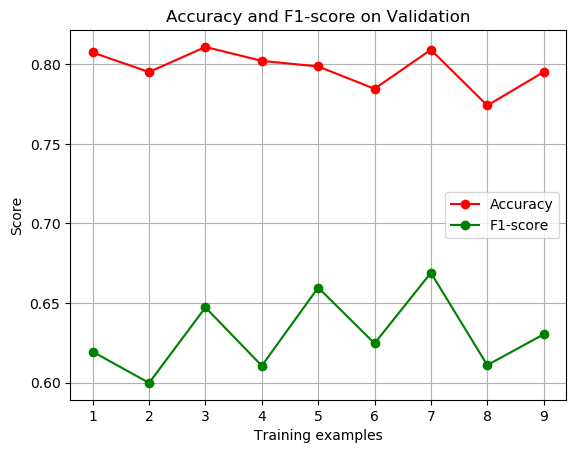 Accuracy and F1-score on Validation
0.80
0.75
0.70
0.65
0.60
Score
Accuracy
F1-score
1 2 3 4 5 6 7 8 9
Training examples